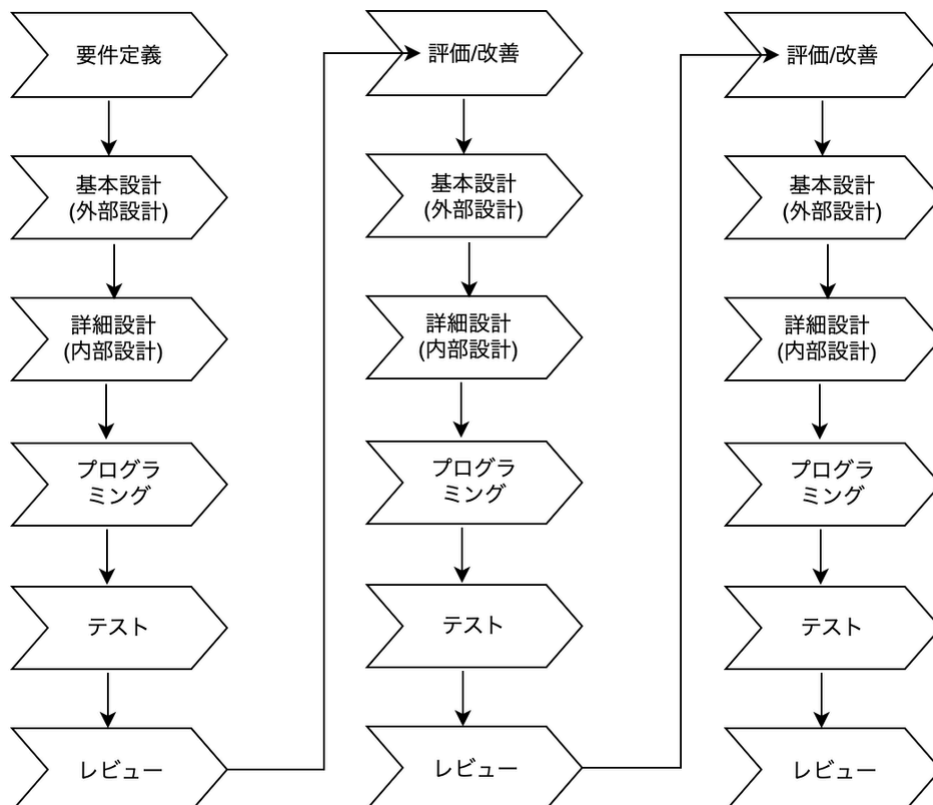 要件定義
基本設計
(外部設計)
詳細設計
(内部設計)
プログラ
ミング
テスト
レビュー
評価/改善
基本設計
(外部設計)
詳細設計
(内部設計)
プログラ
ミング
テスト
レビュー
評価/改善
基本設計
(外部設計)
詳細設計
(内部設計)
プログラ
ミング
テスト
レビュー